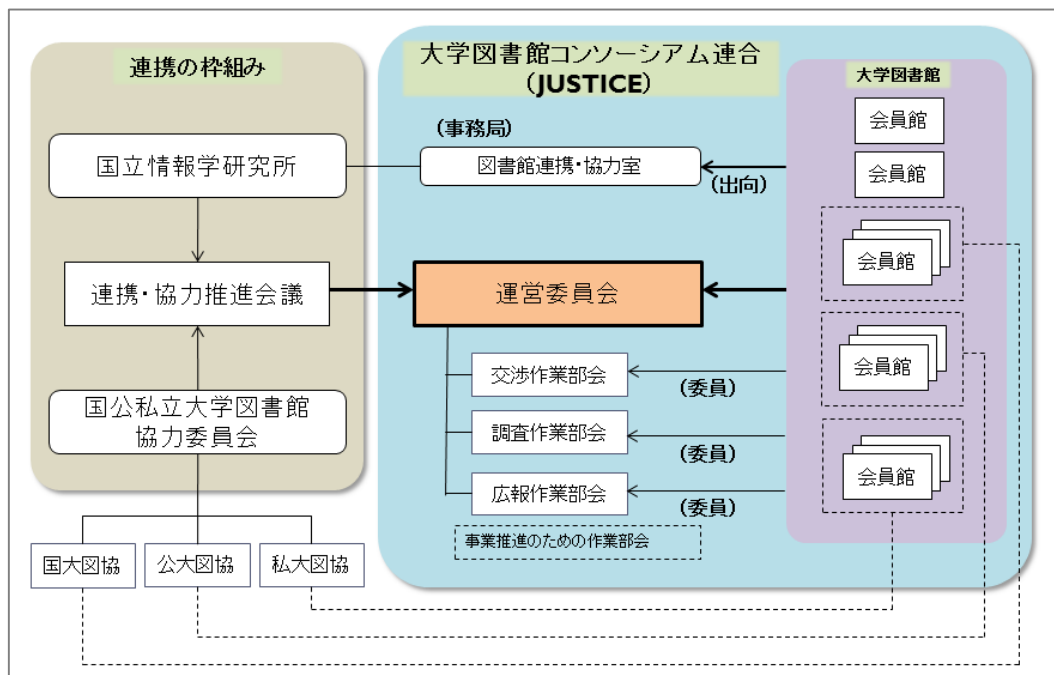 連携の枠組み
国立情報学研究所
連携・協力推進会議
国公私立大学図書館
協力委員会
国大図協
公大図協
私大図協
大学図書館コンソーシアム連合
(JUSTICE)
(事務局)
図書館連携・協力室
(出向)
運営委員会
交渉作業部会
(委員)
調査作業部会
(委員)
広報作業部会
(委員)
事業推進のための作業部会
大学図書館
会員館
会員館
会員館
会員館
会員館